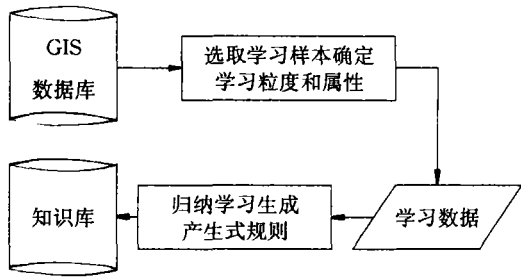 GIS
数据库
选取学习样本确定
学习粒度和属性
学习数据
归纳学习生成
产生式规则
知识库